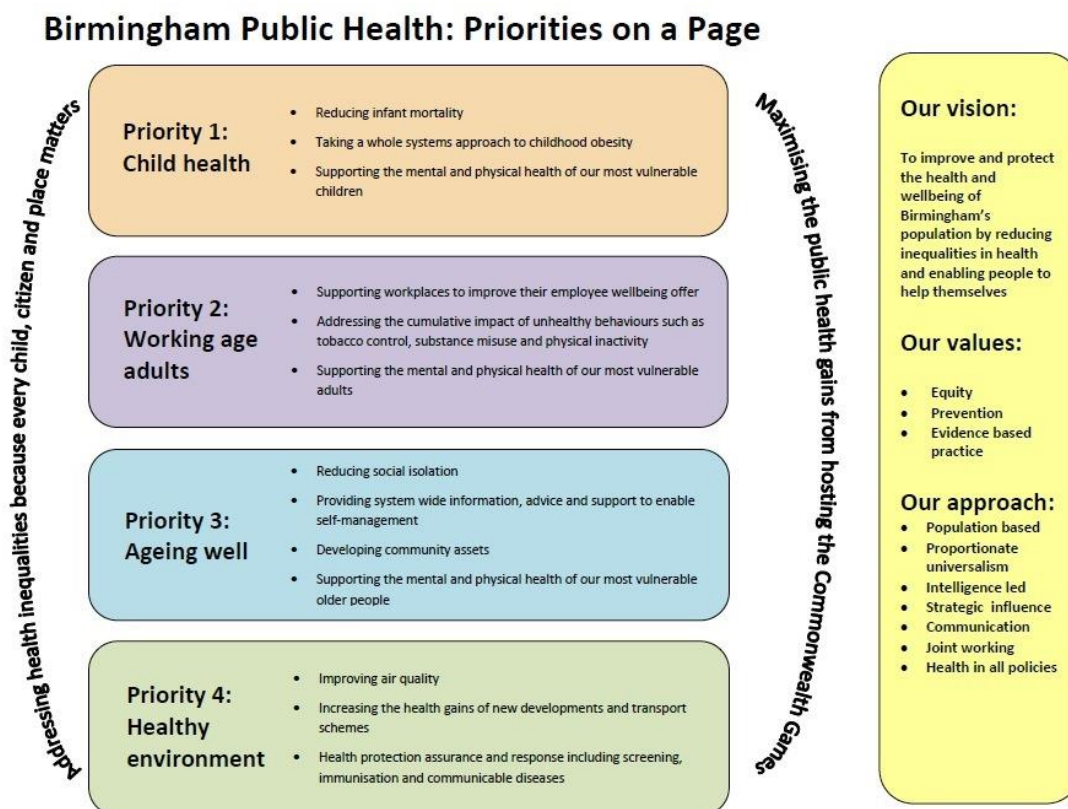 Birmingham Public Health: Priorities on a Page
Addressing health inequalities because every child, citizen and place matters
Priority 1:
Child health
• Reducing infant mortality
• Taking a whole systems approach to childhood obesity
• Supporting the mental and physical health of our most vulnerable
children
Priority 2:
Working age
adults
• Supporting workplaces to improve their employee wellbeing offer
• Addressing the cumulative impact of unhealthy behaviours such as
tobacco control, substance misuse and physical inactivity
• Supporting the mental and physical health of our most vulnerable
adults
Priority 3:
Ageing well
• Reducing social isolation
• Providing system wide information, advice and support to enable
self-management
• Developing community assets
• Supporting the mental and physical health of our most vulnerable
older people
Priority 4:
Healthy
environment
• Improving air quality
• Increasing the health gains of new developments and transport
schemes
• Health protection assurance and response including screening,
immunisation and communicable diseases
Maximising the public health gains from hosting the Commonwealth Games
Our vision:
To improve and protect
the health and
wellbeing of
Birmingham's
population by reducing
inequalities in health
and enabling people to
help themselves
Our values:
• Equity
• Prevention
• Evidence based
practice
Our approach:
• Population based
• Proportionate
universalism
• Intelligence led
• Strategic influence
• Communication
• Joint working
• Health in all policies